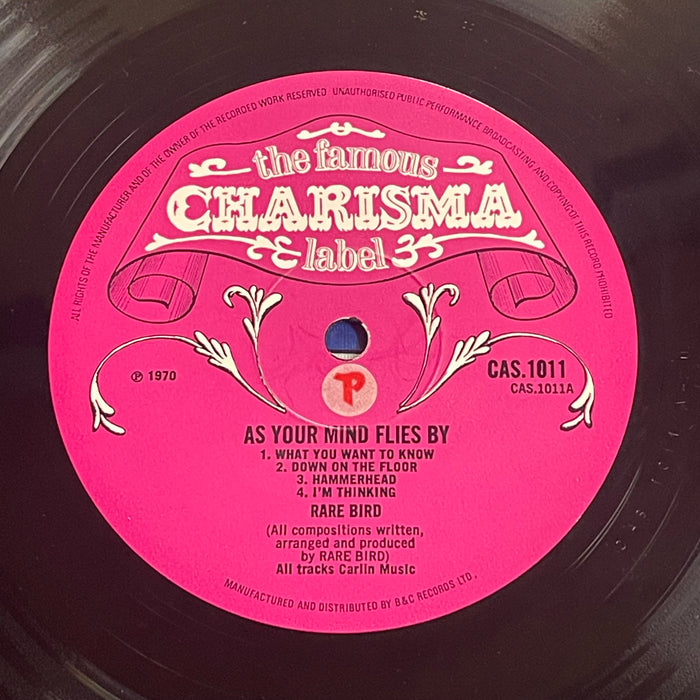 ALL RIGHTS OF THE MANUFACTURER AND OF THE OWNER OF THE RECORDED WORK RESERVED UNAUTHORISED PUBLIC PERFORMANCE BROADCASTING AND COPYING OF THIS RECORD PROHIBITED
the famous
CHARISMA
label
℗ 1970
CAS.1011
CAS.1011A
P
AS YOUR MIND FLIES BY
1. WHAT YOU WANT TO KNOW
2. DOWN ON THE FLOOR
3. HAMMERHEAD
4. I'M THINKING
RARE BIRD
(All compositions written,
arranged and produced
by RARE BIRD)
All tracks Carlin Music
MANUFACTURED AND DISTRIBUTED BY B&C RECORDS LTD.